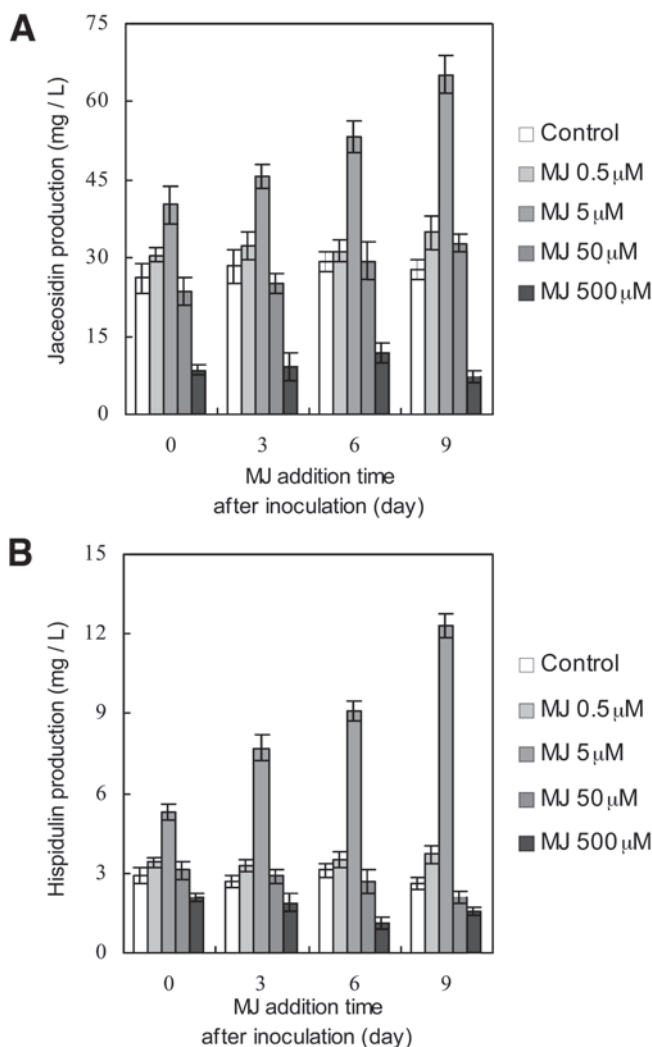 A
Jaceosidin production (mg / L)
75
60
45
30
15
0
0 3 6 9
MJ addition time
after inoculation (day)
Control
MJ 0.5μM
MJ 5μM
MJ 50μM
MJ 500μM
B
Hispidulin production (mg / L)
15
12
9
6
3
0
0 3 6 9
MJ addition time
after inoculation (day)
Control
MJ 0.5μM
MJ 5μM
MJ 50μM
MJ 500μM